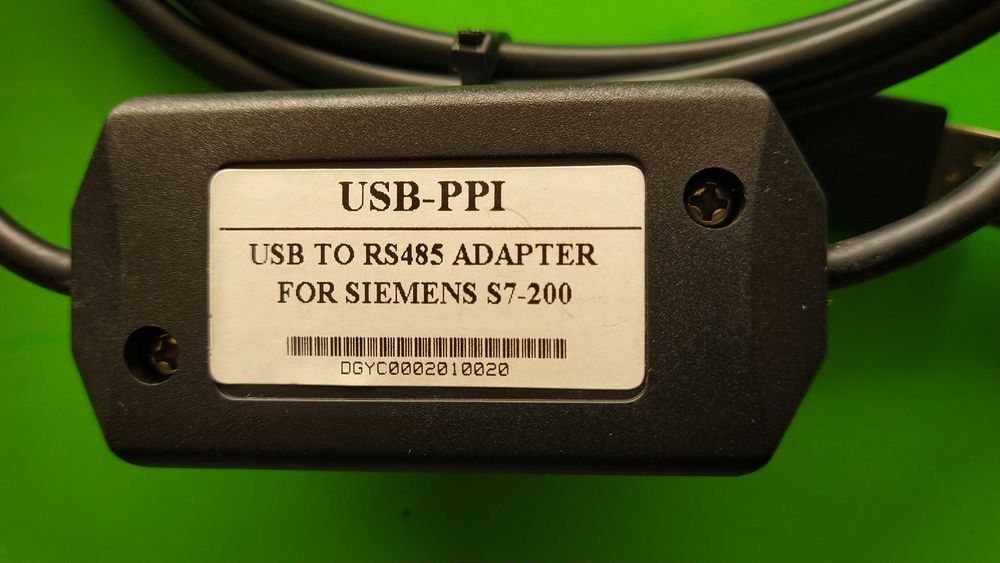 USB-PPI
USB TO RS485 ADAPTER
FOR SIEMENS S7-200
DGYC0002010020